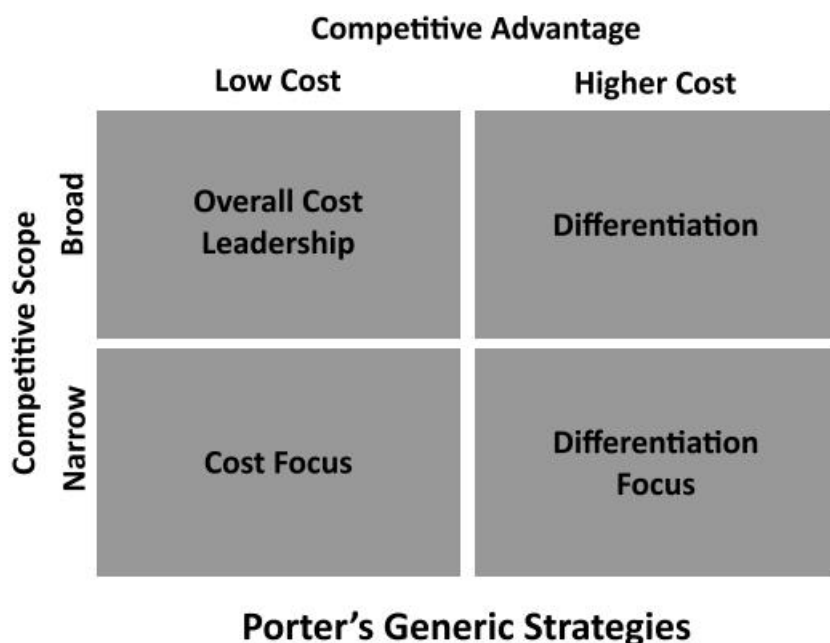 Competitive Advantage
Low Cost
Higher Cost
Competitive Scope
Broad
Overall Cost
Leadership
Differentiation
Narrow
Cost Focus
Differentiation
Focus
Porter's Generic Strategies